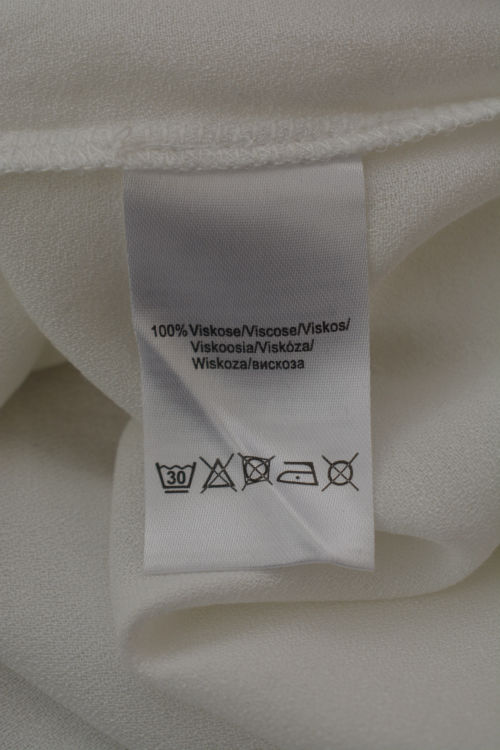 100% Viskose/Viscose/Viskos/
Viskoosia/Viskóza/
Wiskoza/вискоза
30